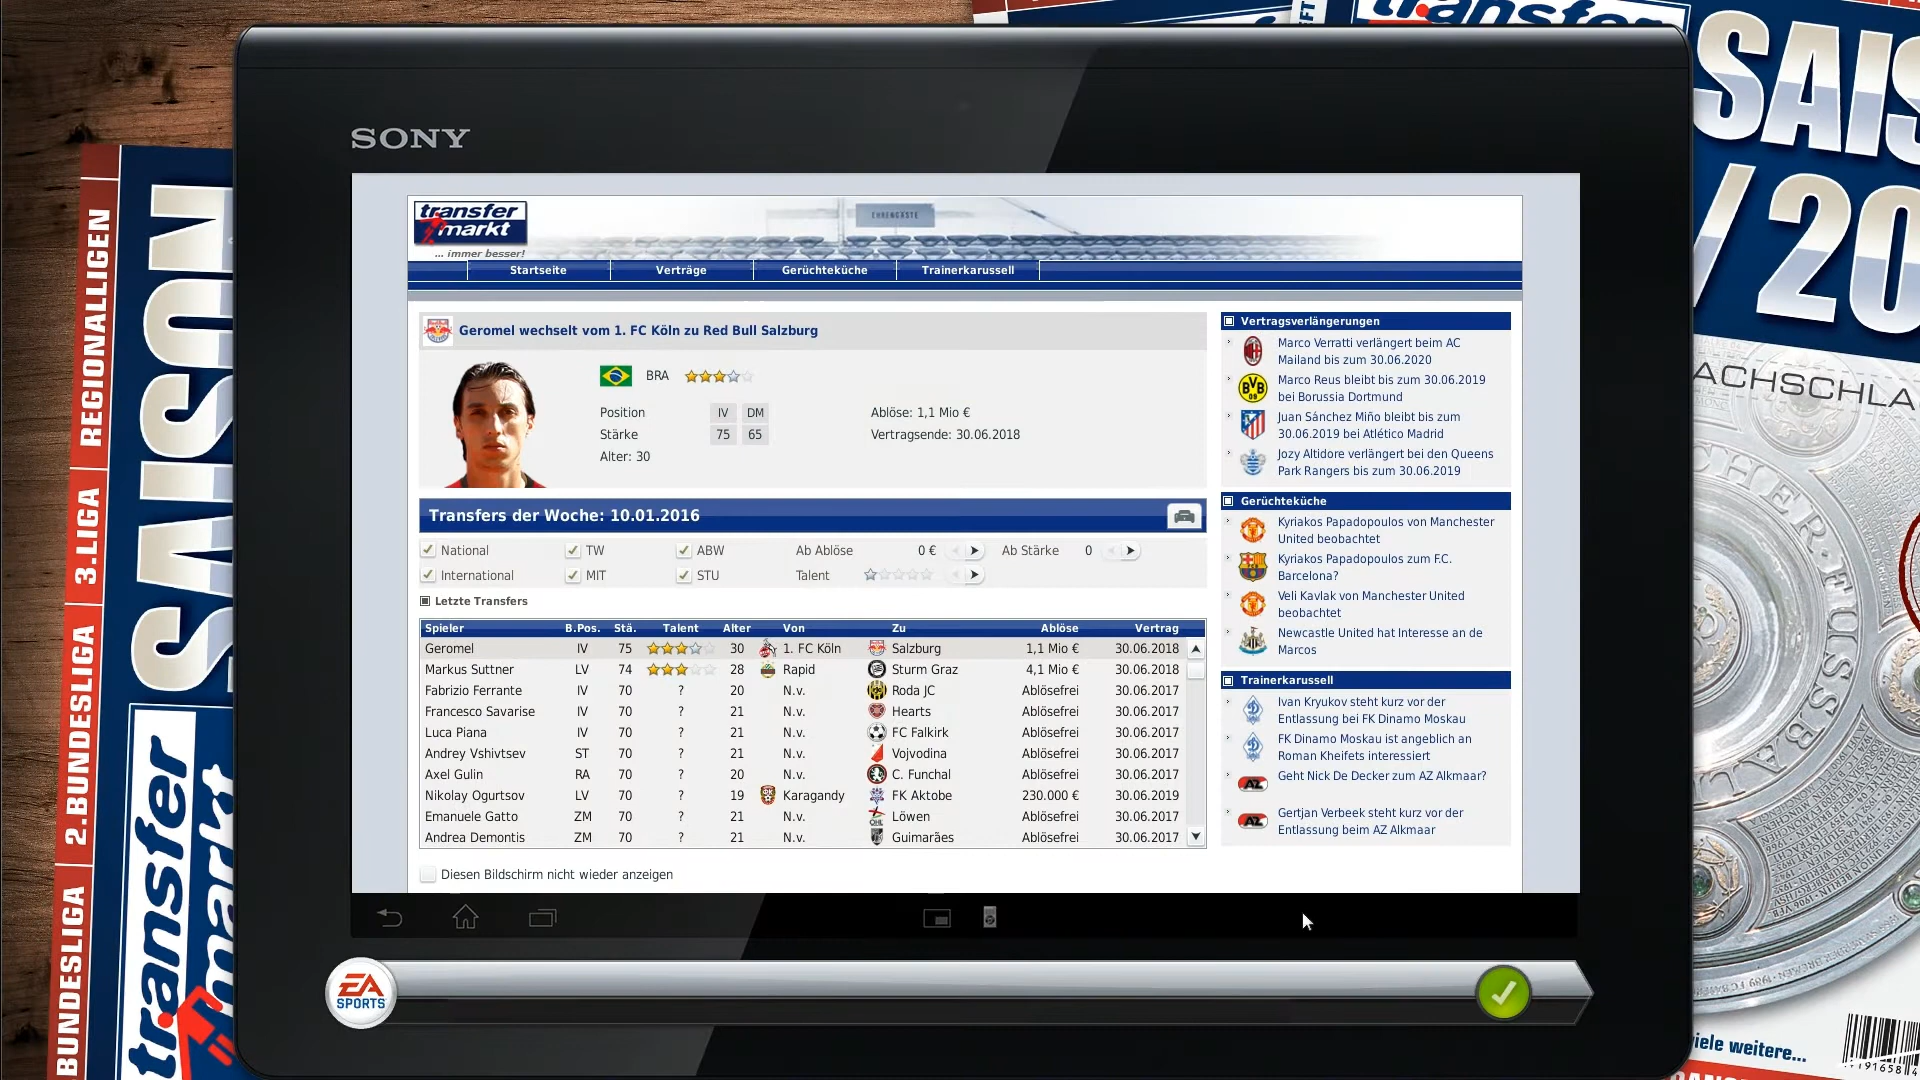 SONY
transfer
markt
... immer besser!
EHRENGÄSTE
Startseite Verträge Gerüchteküche Trainerkarussell
Geromel wechselt vom 1. FC Köln zu Red Bull Salzburg
BRA
Position IV DM
Stärke 75 65
Alter: 30
Ablöse: 1,1 Mio €
Vertragsende: 30.06.2018
Transfers der Woche: 10.01.2016
National TW ABW Ab Ablöse 0 € Ab Stärke 0
International MIT STU Talent
Letzte Transfers
Spieler B.Pos. Stä. Talent Alter Von Zu Ablöse Vertrag
Geromel IV 75 30 1. FC Köln Salzburg 1,1 Mio € 30.06.2018
Markus Suttner LV 74 28 Rapid Sturm Graz 4,1 Mio € 30.06.2018
Fabrizio Ferrante IV 70 ? 20 N.v. Roda JC Ablösefrei 30.06.2017
Francesco Savarise IV 70 ? 21 N.v. Hearts Ablösefrei 30.06.2017
Luca Piana IV 70 ? 21 N.v. FC Falkirk Ablösefrei 30.06.2017
Andrey Vshivtsev ST 70 ? 21 N.v. Vojvodina Ablösefrei 30.06.2017
Axel Gulin RA 70 ? 20 N.v. C. Funchal Ablösefrei 30.06.2017
Nikolay Ogurtsov LV 70 ? 19 Karagandy FK Aktobe 230.000 € 30.06.2019
Emanuele Gatto ZM 70 ? 21 N.v. Löwen Ablösefrei 30.06.2017
Andrea Demontis ZM 70 ? 21 N.v. Guimarães Ablösefrei 30.06.2017
Diesen Bildschirm nicht wieder anzeigen
Vertragsverlängerungen
Marco Verratti verlängert beim AC
Mailand bis zum 30.06.2020
Marco Reus bleibt bis zum 30.06.2019
bei Borussia Dortmund
Juan Sánchez Miño bleibt bis zum
30.06.2019 bei Atlético Madrid
Jozy Altidore verlängert bei den Queens
Park Rangers bis zum 30.06.2019
Gerüchteküche
Kyriakos Papadopoulos von Manchester
United beobachtet
Kyriakos Papadopoulos zum F.C.
Barcelona?
Veli Kavlak von Manchester United
beobachtet
Newcastle United hat Interesse an de
Marcos
Trainerkarussell
Ivan Kryukov steht kurz vor der
Entlassung bei FK Dinamo Moskau
FK Dinamo Moskau ist angeblich an
Roman Kheifets interessiert
Geht Nick De Decker zum AZ Alkmaar?
Gertjan Verbeek steht kurz vor der
Entlassung beim AZ Alkmaar
EA
SPORTS
BUNDESLIGA
2.BUNDESLIGA
3.LIGA
REGIONALLIGEN
SAISON
transfer
markt
transfer
SAIS
/20
ACHSCHLA
iele weitere...